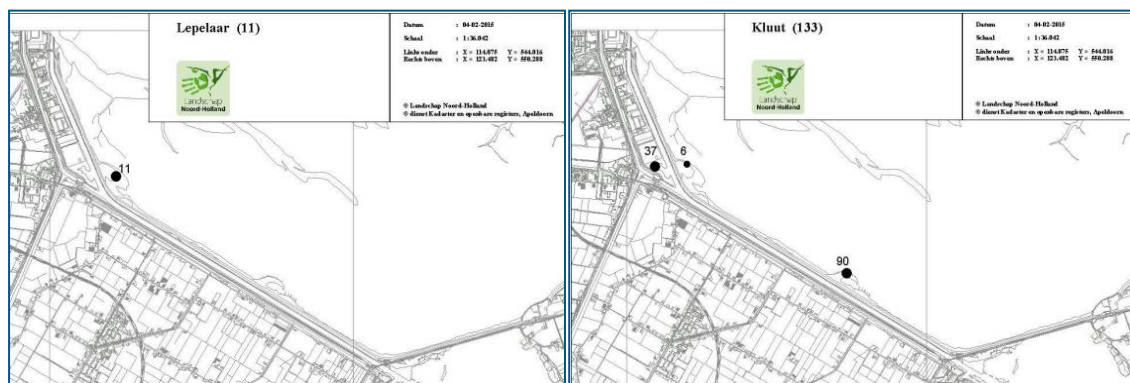 Lepelaar (11)
Datum : 04-02-2015
Schaal : 1:36.042
Links onder : X = 114.075 Y = 544.016
Rechts boven : X = 123.482 Y = 550.288
Landschap
Noord-Holland
© Landschap Noord-Holland
© dienst Kadaster en openbare registers, Apeldoorn
11
Kluut (133)
Datum : 04-02-2015
Schaal : 1:36.042
Links onder : X = 114.075 Y = 544.016
Rechts boven : X = 123.482 Y = 550.288
Landschap
Noord-Holland
© Landschap Noord-Holland
© dienst Kadaster en openbare registers, Apeldoorn
37
6
90